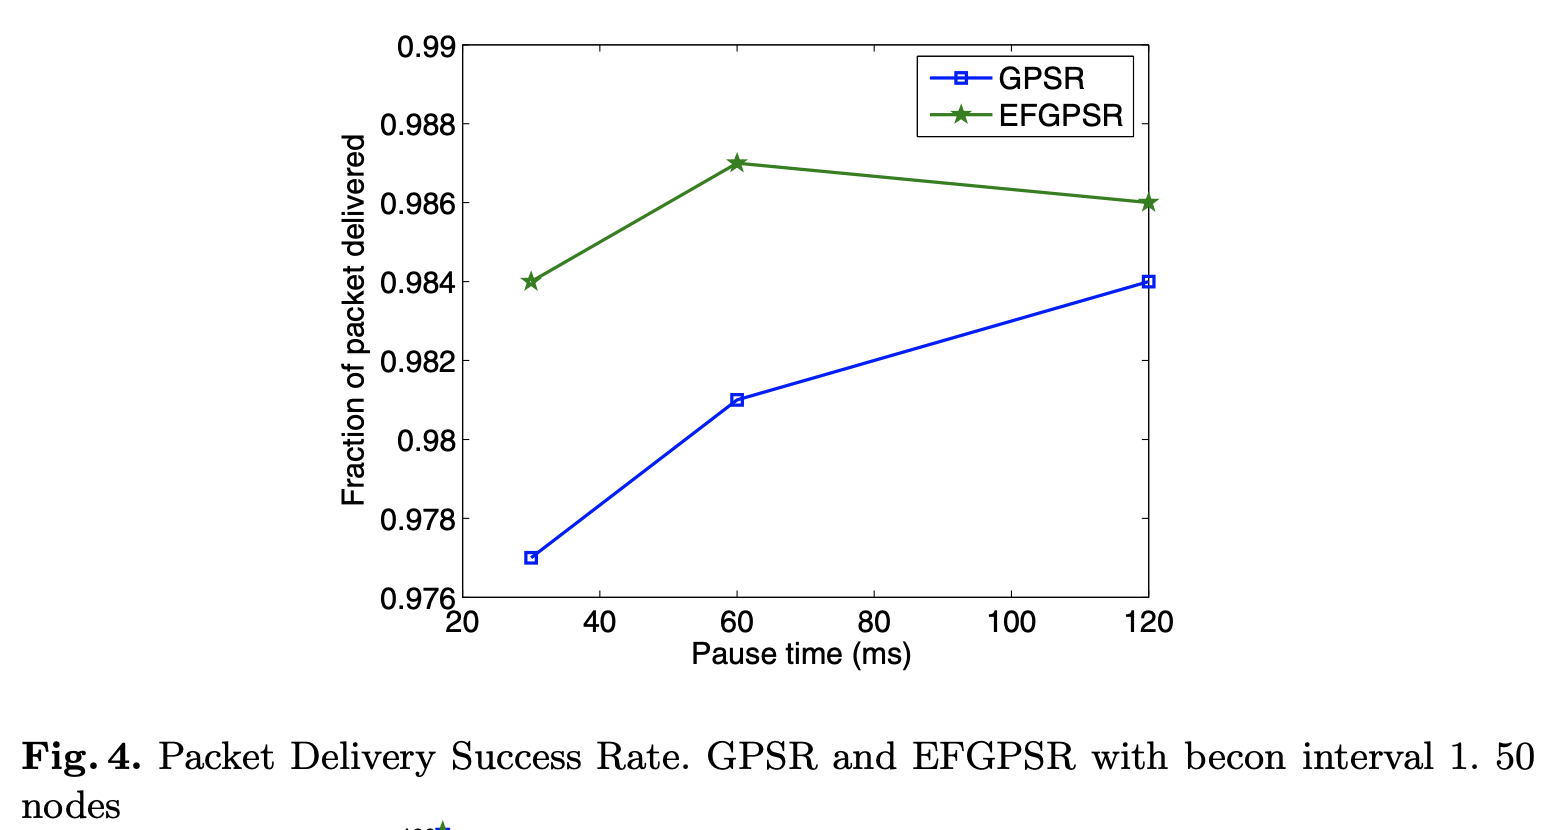 0.99
GPSR
EFGPSR
0.988
0.986
0.984
0.982
0.98
0.978
0.976
Fraction of packet delivered
20 40 60 80 100 120
Pause time (ms)
Fig. 4. Packet Delivery Success Rate. GPSR and EFGPSR with becon interval 1. 50
nodes